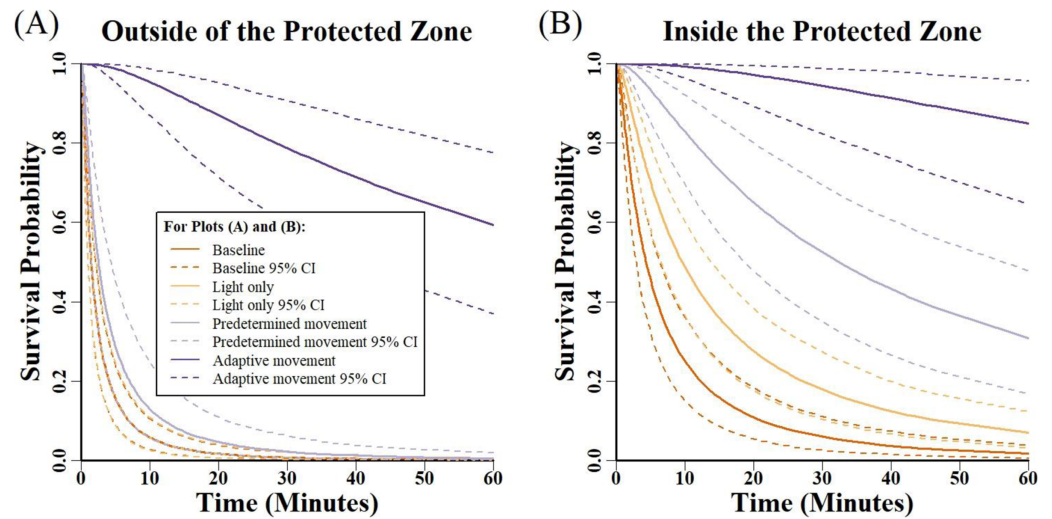 (A) Outside of the Protected Zone
Survival Probability
1.0
0.8
0.6
0.4
0.2
0.0
For Plots (A) and (B):
Baseline
Baseline 95% CI
Light only
Light only 95% CI
Predetermined movement
Predetermined movement 95% CI
Adaptive movement
Adaptive movement 95% CI
0 10 20 30 40 50 60
Time (Minutes)
(B) Inside the Protected Zone
Survival Probability
1.0
0.8
0.6
0.4
0.2
0.0
0 10 20 30 40 50 60
Time (Minutes)